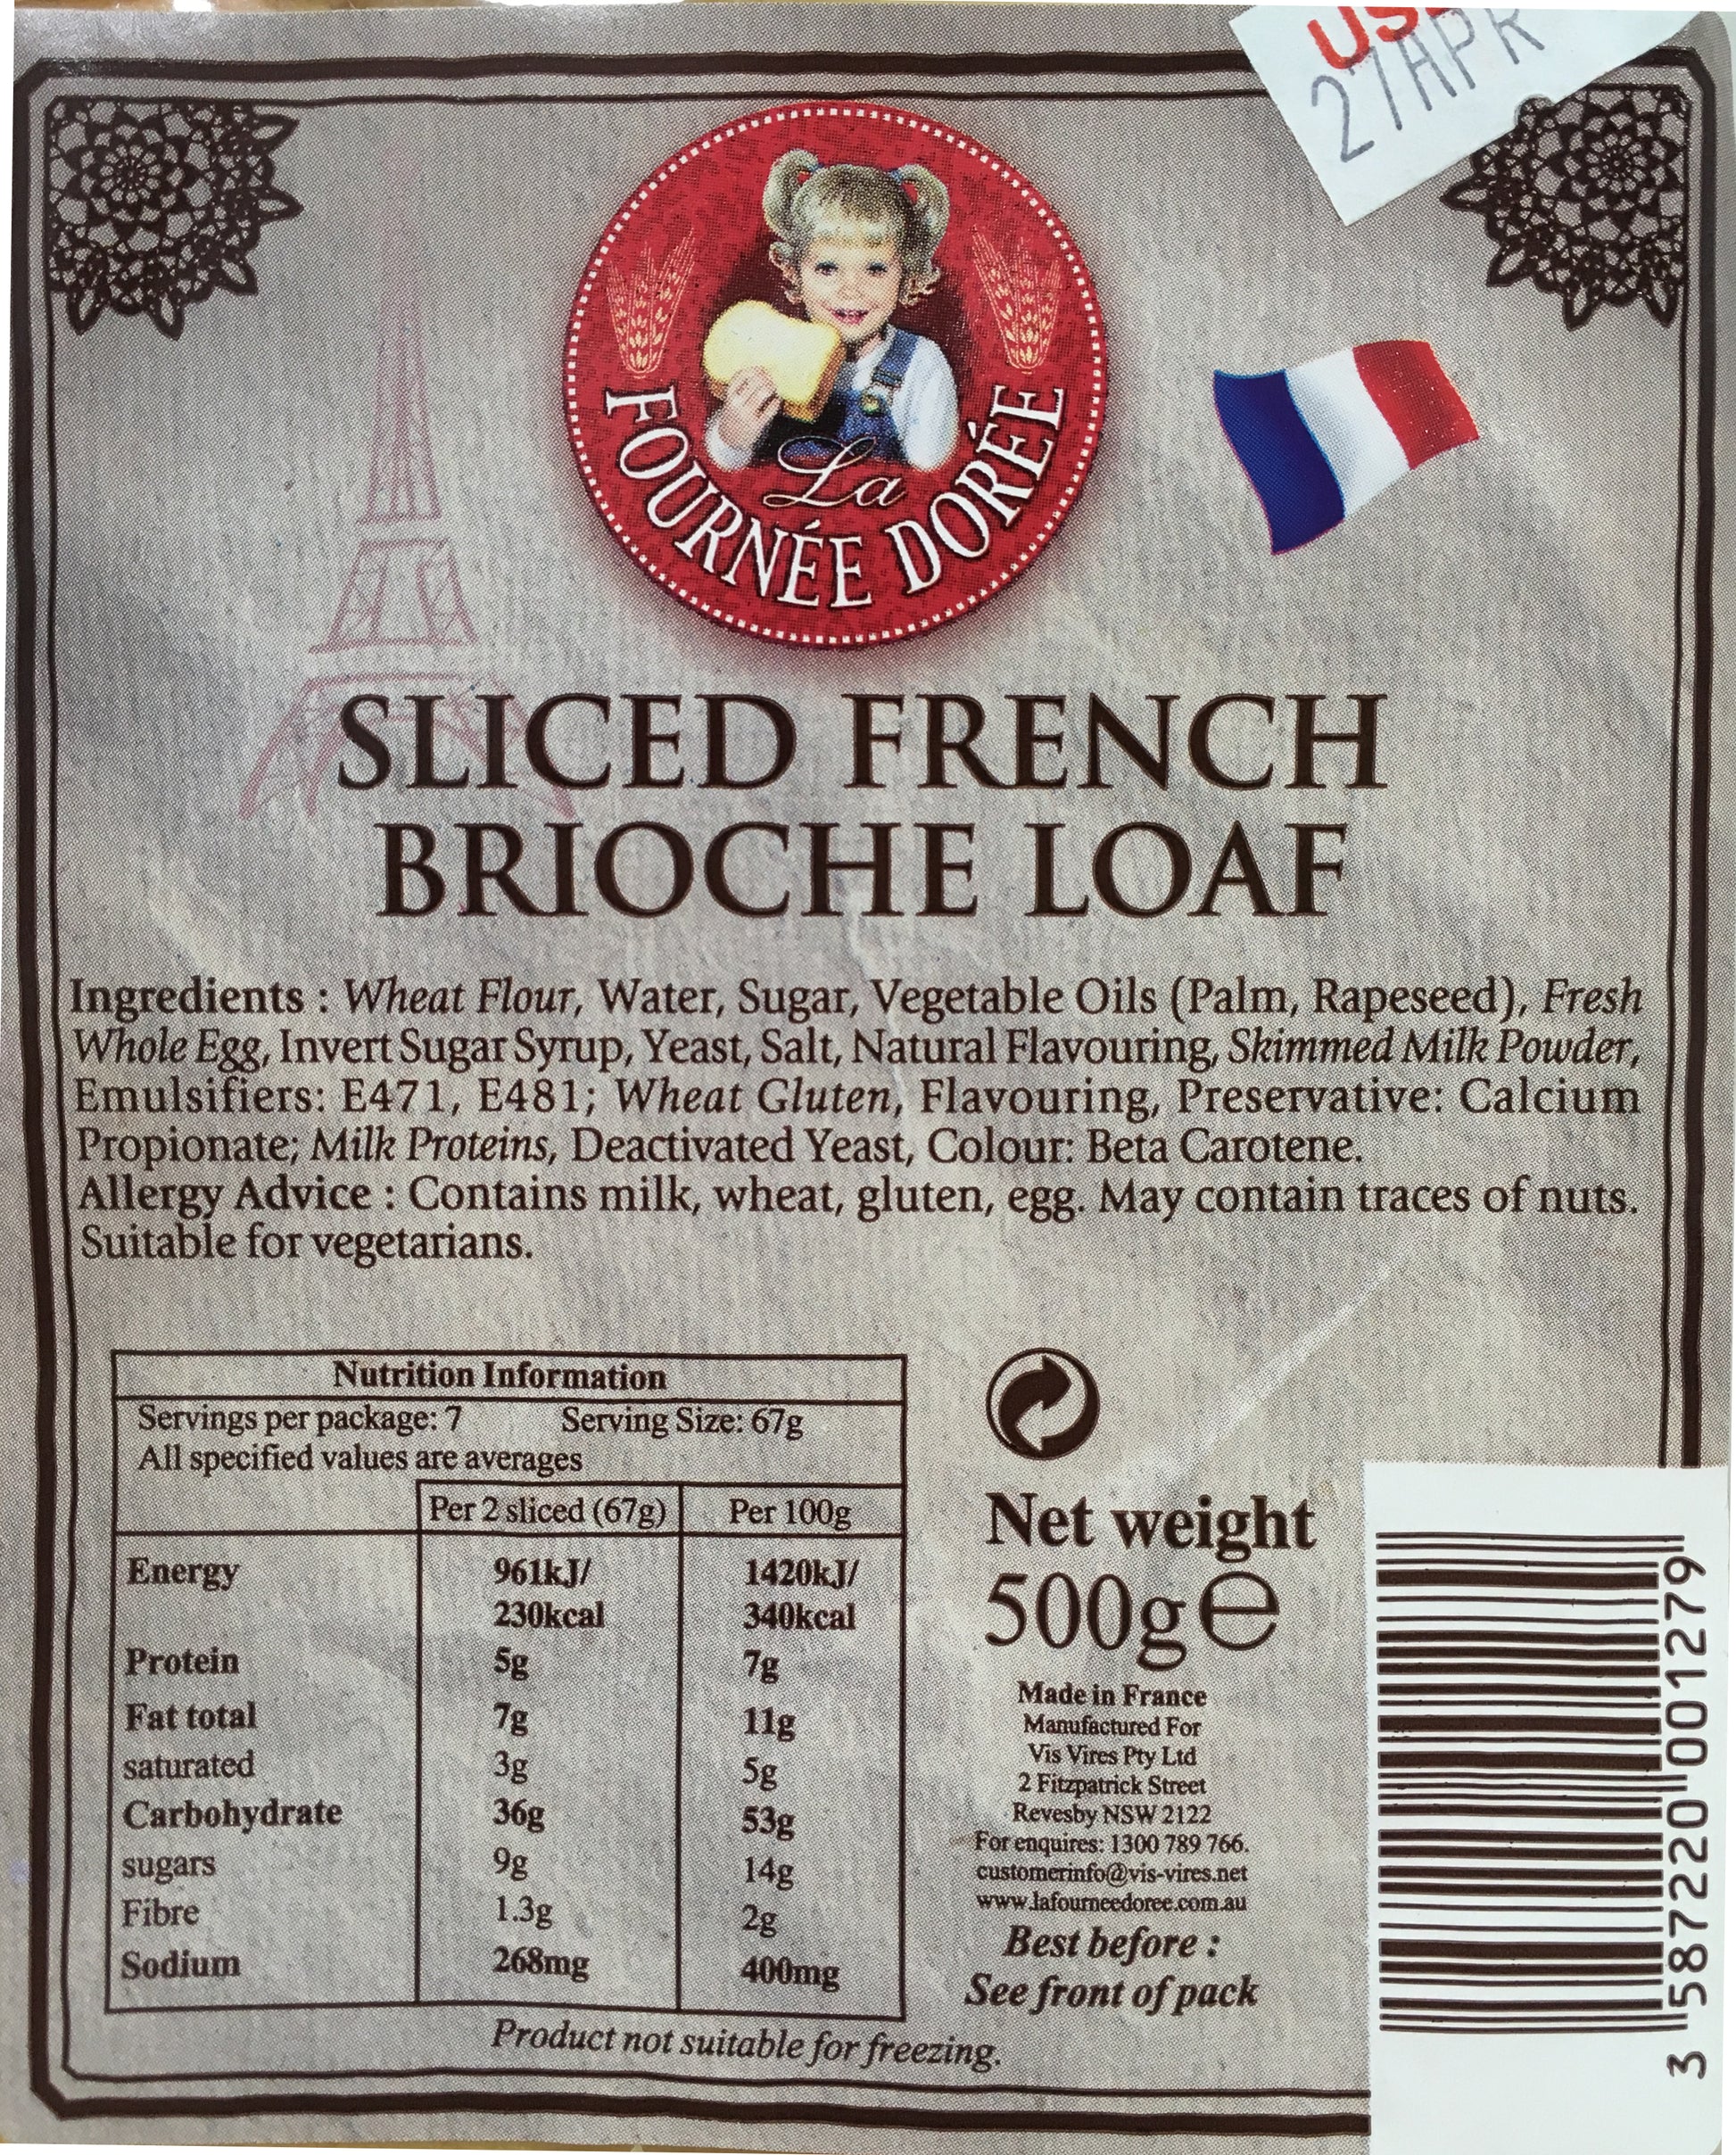 27APR
La
FOURNÉE DORÉE
SLICED FRENCH
BRIOCHE LOAF
Ingredients : Wheat Flour, Water, Sugar, Vegetable Oils (Palm, Rapeseed), Fresh
Whole Egg, Invert Sugar Syrup, Yeast, Salt, Natural Flavouring, Skimmed Milk Powder,
Emulsifiers: E471, E481; Wheat Gluten, Flavouring, Preservative: Calcium
Propionate; Milk Proteins, Deactivated Yeast, Colour: Beta Carotene.
Allergy Advice : Contains milk, wheat, gluten, egg. May contain traces of nuts.
Suitable for vegetarians.
Nutrition Information
Servings per package: 7 Serving Size: 67g
All specified values are averages
Per 2 sliced (67g) Per 100g
Energy 961kJ/ 1420kJ/
230kcal 340kcal
Protein 5g 7g
Fat total 7g 11g
saturated 3g 5g
Carbohydrate 36g 53g
sugars 9g 14g
Fibre 1.3g 2g
Sodium 268mg 400mg
Product not suitable for freezing.
Net weight
500g e
Made in France
Manufactured For
Vis Vires Pty Ltd
2 Fitzpatrick Street
Revesby NSW 2122
For enquires: 1300 789 766.
customerinfo@vis-vires.net
www.lafourneedoree.com.au
Best before :
See front of pack
3 587220 001279